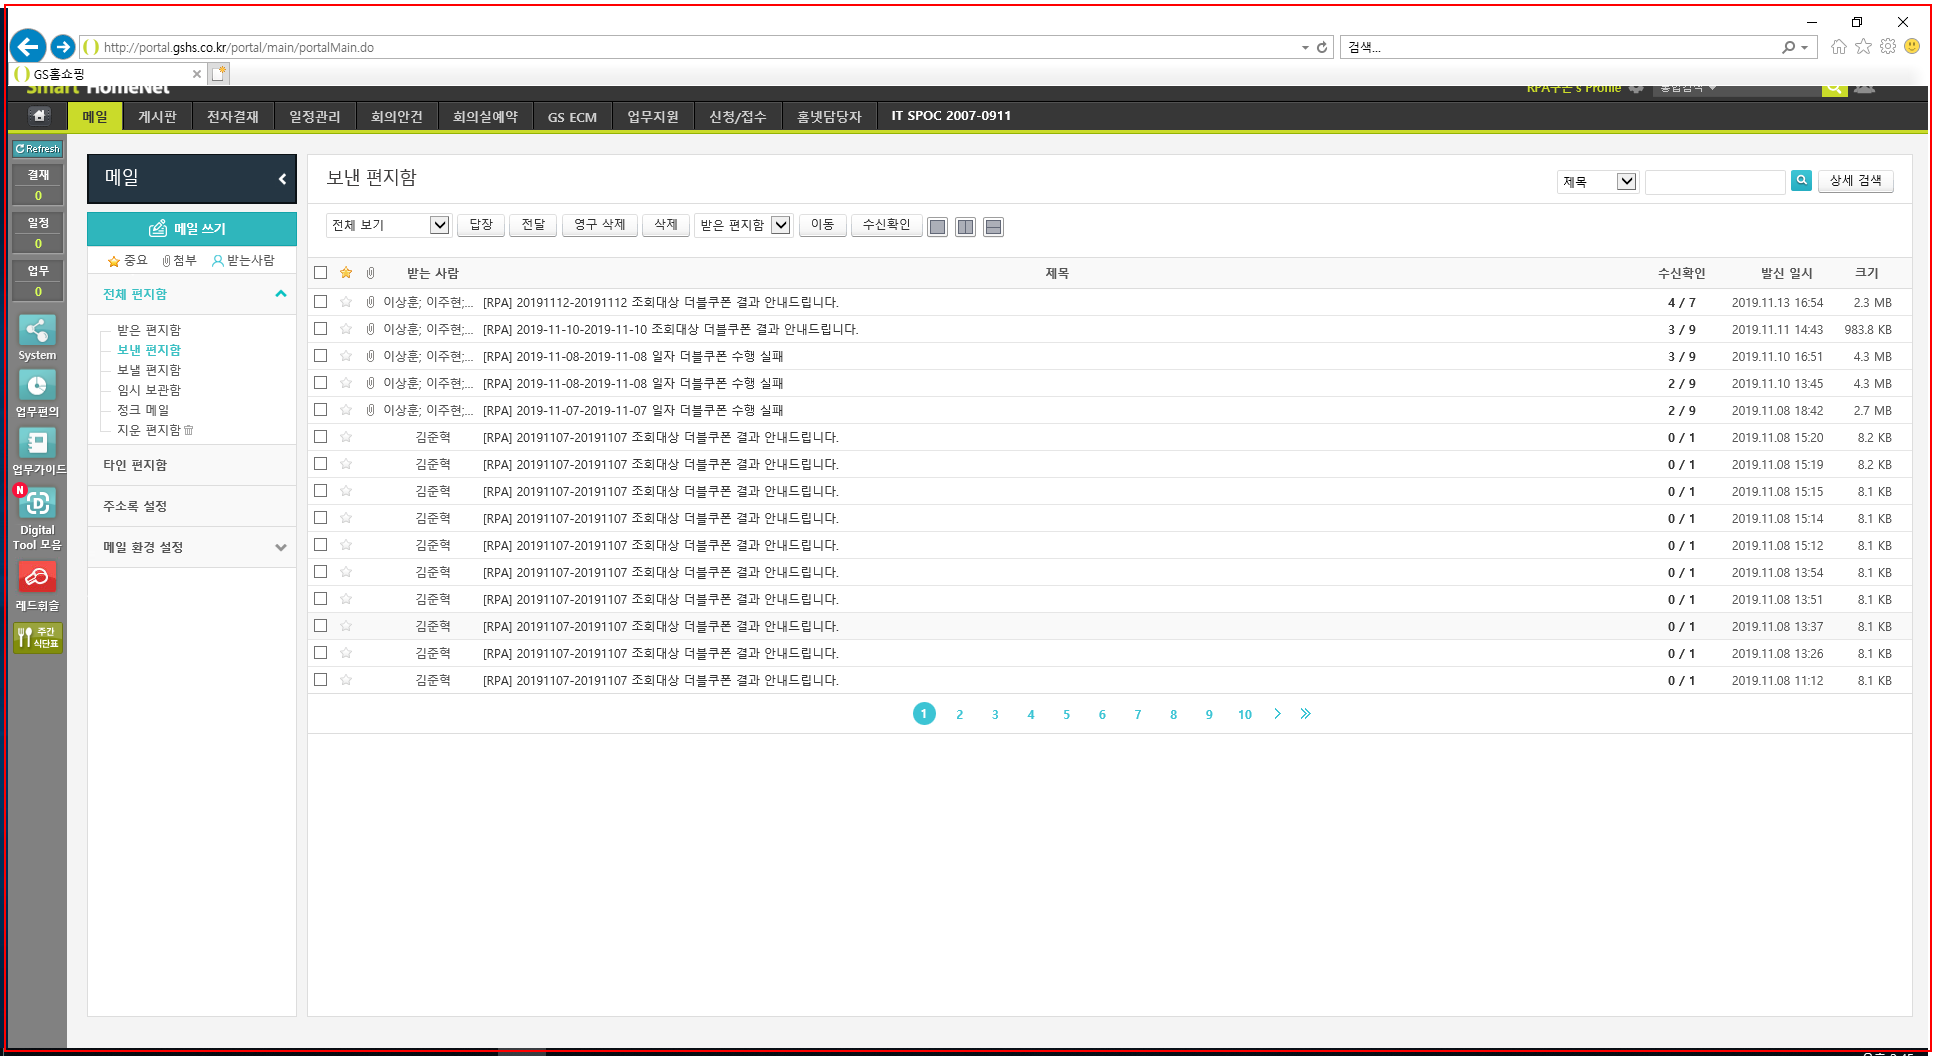 http://portal.gshs.co.kr/portal/main/portalMain.do
검색...
GS홈쇼핑
Smart HomeNet
RPA쿠폰's Profile
통합검색
메일 게시판 전자결재 일정관리 회의안건 회의실예약 GS ECM 업무지원 신청/접수 홈넷담당자 IT SPOC 2007-0911
Refresh
결재
0
일정
0
업무
0
System
업무편의
업무가이드
N
Digital
Tool 모음
레드휘슬
주간
식단표
메일
메일 쓰기
중요 첨부 받는사람
전체 편지함
받은 편지함
보낸 편지함
보낼 편지함
임시 보관함
정크 메일
지운 편지함
타인 편지함
주소록 설정
메일 환경 설정
보낸 편지함
제목
상세 검색
전체 보기 답장 전달 영구 삭제 삭제 받은 편지함 이동 수신확인
받는 사람 제목 수신확인 발신 일시 크기
이상훈; 이주현;... [RPA] 20191112-20191112 조회대상 더블쿠폰 결과 안내드립니다. 4 / 7 2019.11.13 16:54 2.3 MB
이상훈; 이주현;... [RPA] 2019-11-10-2019-11-10 조회대상 더블쿠폰 결과 안내드립니다. 3 / 9 2019.11.11 14:43 983.8 KB
이상훈; 이주현;... [RPA] 2019-11-08-2019-11-08 일자 더블쿠폰 수행 실패 3 / 9 2019.11.10 16:51 4.3 MB
이상훈; 이주현;... [RPA] 2019-11-08-2019-11-08 일자 더블쿠폰 수행 실패 2 / 9 2019.11.10 13:45 4.3 MB
이상훈; 이주현;... [RPA] 2019-11-07-2019-11-07 일자 더블쿠폰 수행 실패 2 / 9 2019.11.08 18:42 2.7 MB
김준혁 [RPA] 20191107-20191107 조회대상 더블쿠폰 결과 안내드립니다. 0 / 1 2019.11.08 15:20 8.2 KB
김준혁 [RPA] 20191107-20191107 조회대상 더블쿠폰 결과 안내드립니다. 0 / 1 2019.11.08 15:19 8.2 KB
김준혁 [RPA] 20191107-20191107 조회대상 더블쿠폰 결과 안내드립니다. 0 / 1 2019.11.08 15:15 8.1 KB
김준혁 [RPA] 20191107-20191107 조회대상 더블쿠폰 결과 안내드립니다. 0 / 1 2019.11.08 15:14 8.1 KB
김준혁 [RPA] 20191107-20191107 조회대상 더블쿠폰 결과 안내드립니다. 0 / 1 2019.11.08 15:12 8.1 KB
김준혁 [RPA] 20191107-20191107 조회대상 더블쿠폰 결과 안내드립니다. 0 / 1 2019.11.08 13:54 8.1 KB
김준혁 [RPA] 20191107-20191107 조회대상 더블쿠폰 결과 안내드립니다. 0 / 1 2019.11.08 13:51 8.1 KB
김준혁 [RPA] 20191107-20191107 조회대상 더블쿠폰 결과 안내드립니다. 0 / 1 2019.11.08 13:37 8.1 KB
김준혁 [RPA] 20191107-20191107 조회대상 더블쿠폰 결과 안내드립니다. 0 / 1 2019.11.08 13:26 8.1 KB
김준혁 [RPA] 20191107-20191107 조회대상 더블쿠폰 결과 안내드립니다. 0 / 1 2019.11.08 11:12 8.1 KB
1 2 3 4 5 6 7 8 9 10